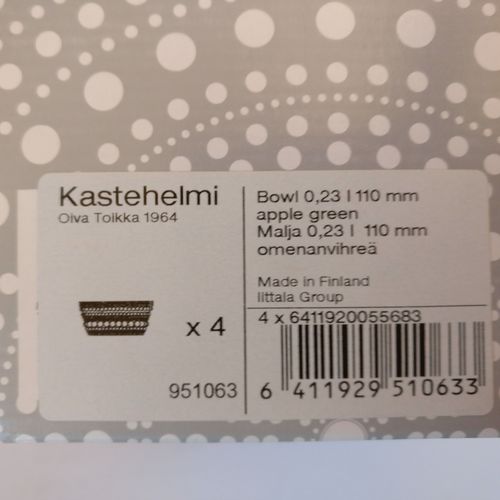 Kastehelmi
Oiva Toikka 1964
x 4
951063
Bowl 0,23 l 110 mm
apple green
Malja 0,23 l 110 mm
omenanvihreä
Made in Finland
Iittala Group
4 x 6411920055683
6 411929 510633